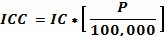 ICC = IC * [ P / 100,000 ]